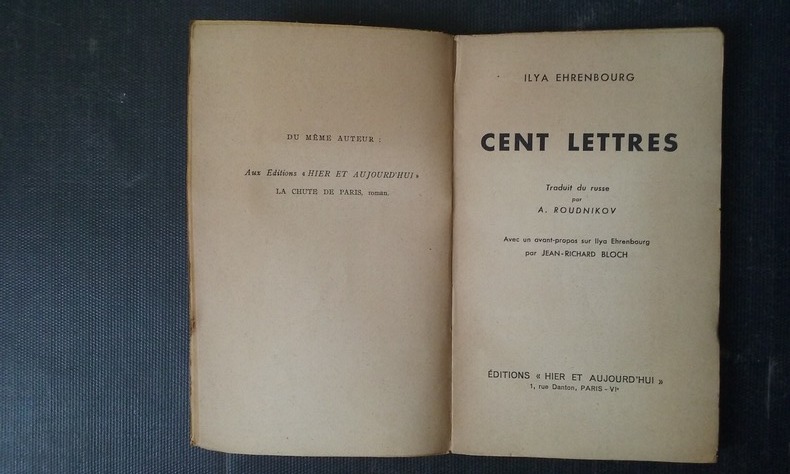 DU MÊME AUTEUR :
Aux Editions « HIER ET AUJOURD'HUI »
LA CHUTE DE PARIS, roman.
ILYA EHRENBOURG
CENT LETTRES
Traduit du russe
par
A. ROUDNIKOV
Avec un avant-propos sur Ilya Ehrenbourg
par JEAN-RICHARD BLOCH
ÉDITIONS « HIER ET AUJOURD'HUI »
1, rue Danton, PARIS - VIe